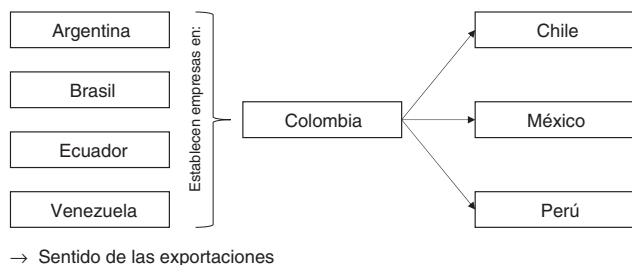 Argentina
Brasil
Ecuador
Venezuela
Establecen empresas en:
Colombia
Chile
México
Perú
→ Sentido de las exportaciones